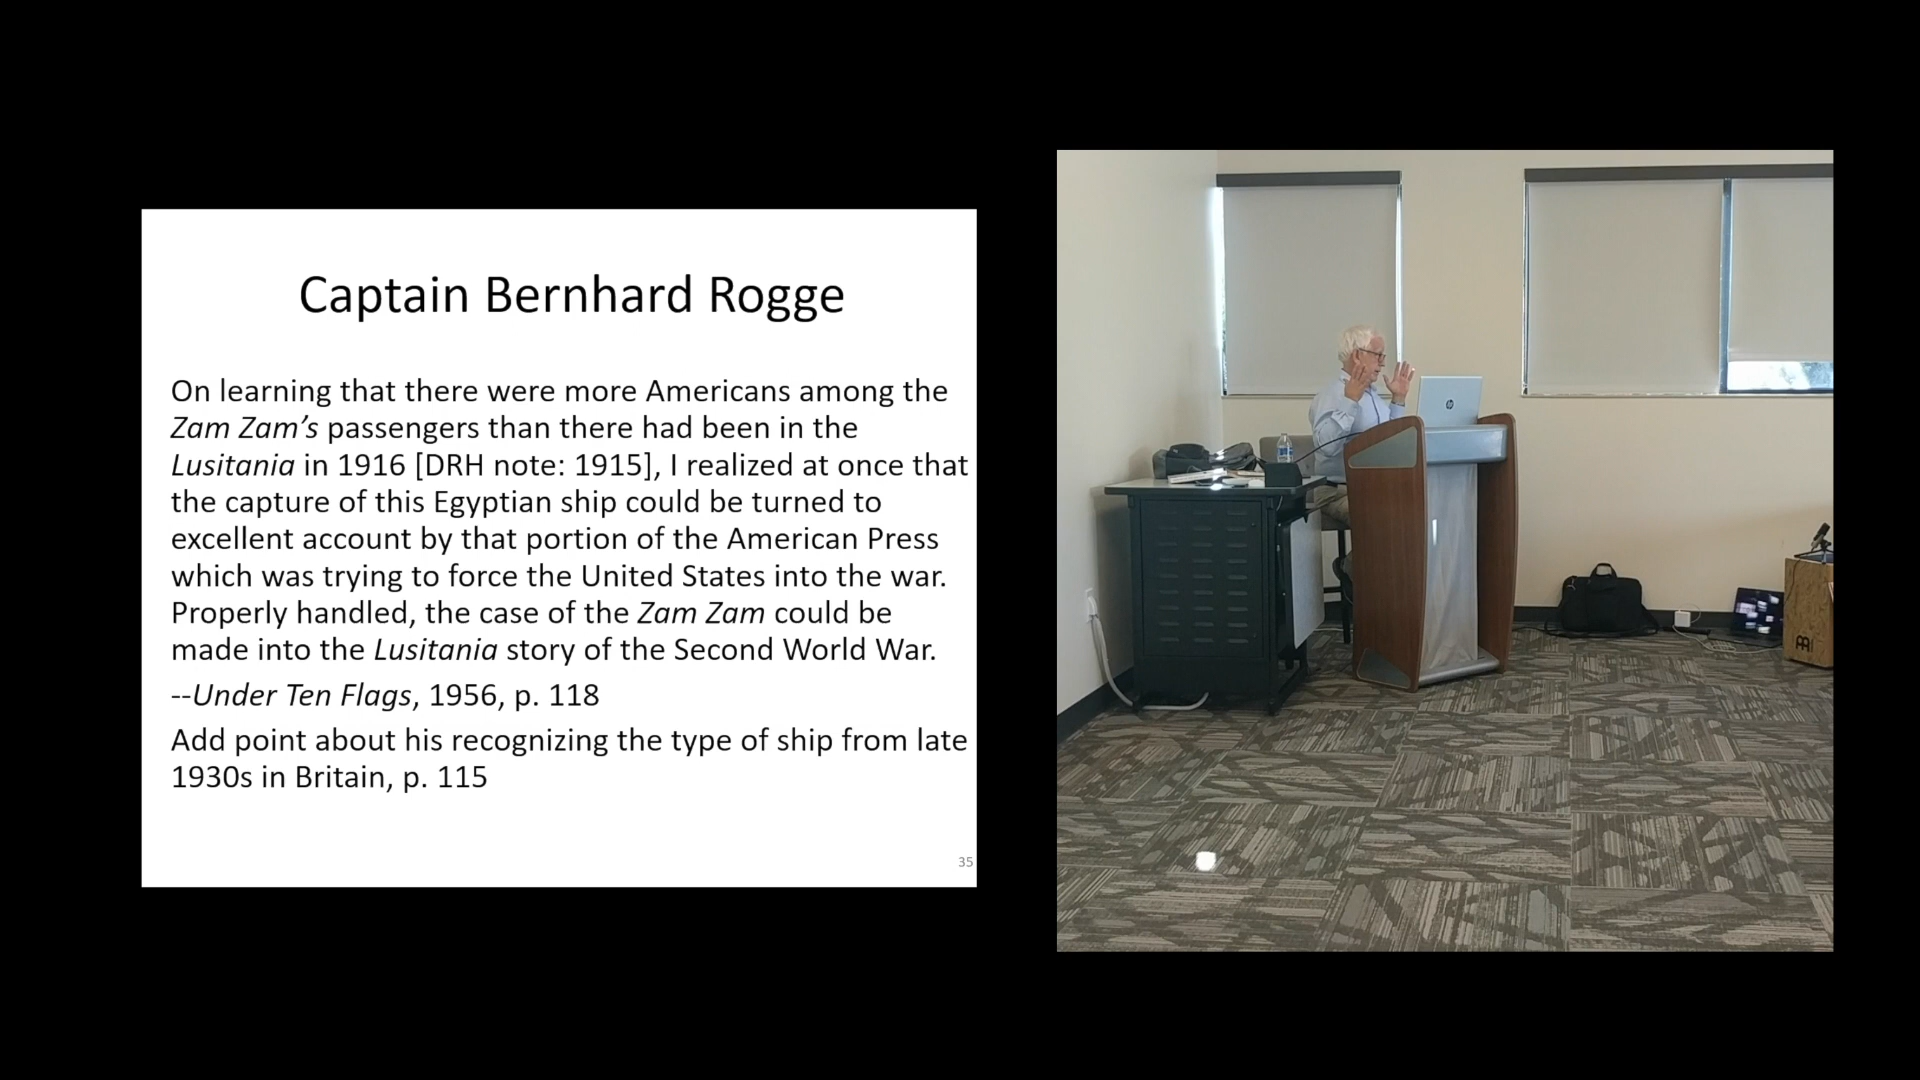 Captain Bernhard Rogge
On learning that there were more Americans among the
Zam Zam’s passengers than there had been in the
Lusitania in 1916 [DRH note: 1915], I realized at once that
the capture of this Egyptian ship could be turned to
excellent account by that portion of the American Press
which was trying to force the United States into the war.
Properly handled, the case of the Zam Zam could be
made into the Lusitania story of the Second World War.
--Under Ten Flags, 1956, p. 118
Add point about his recognizing the type of ship from late
1930s in Britain, p. 115
35
hp